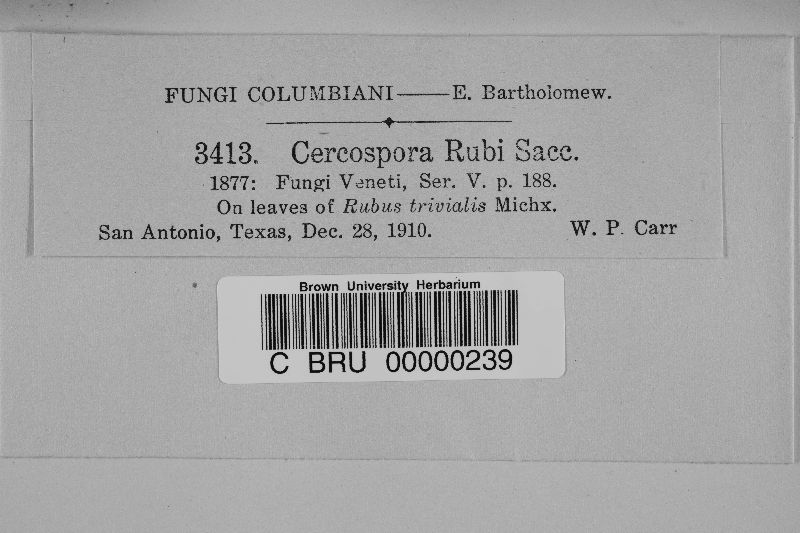 FUNGI COLUMBIANI——E. Bartholomew.
3413. Cercospora Rubi Sacc.
1877: Fungi Veneti, Ser. V. p. 188.
On leaves of Rubus trivialis Michx.
San Antonio, Texas, Dec. 28, 1910. W. P. Carr
Brown University Herbarium
C BRU 00000239